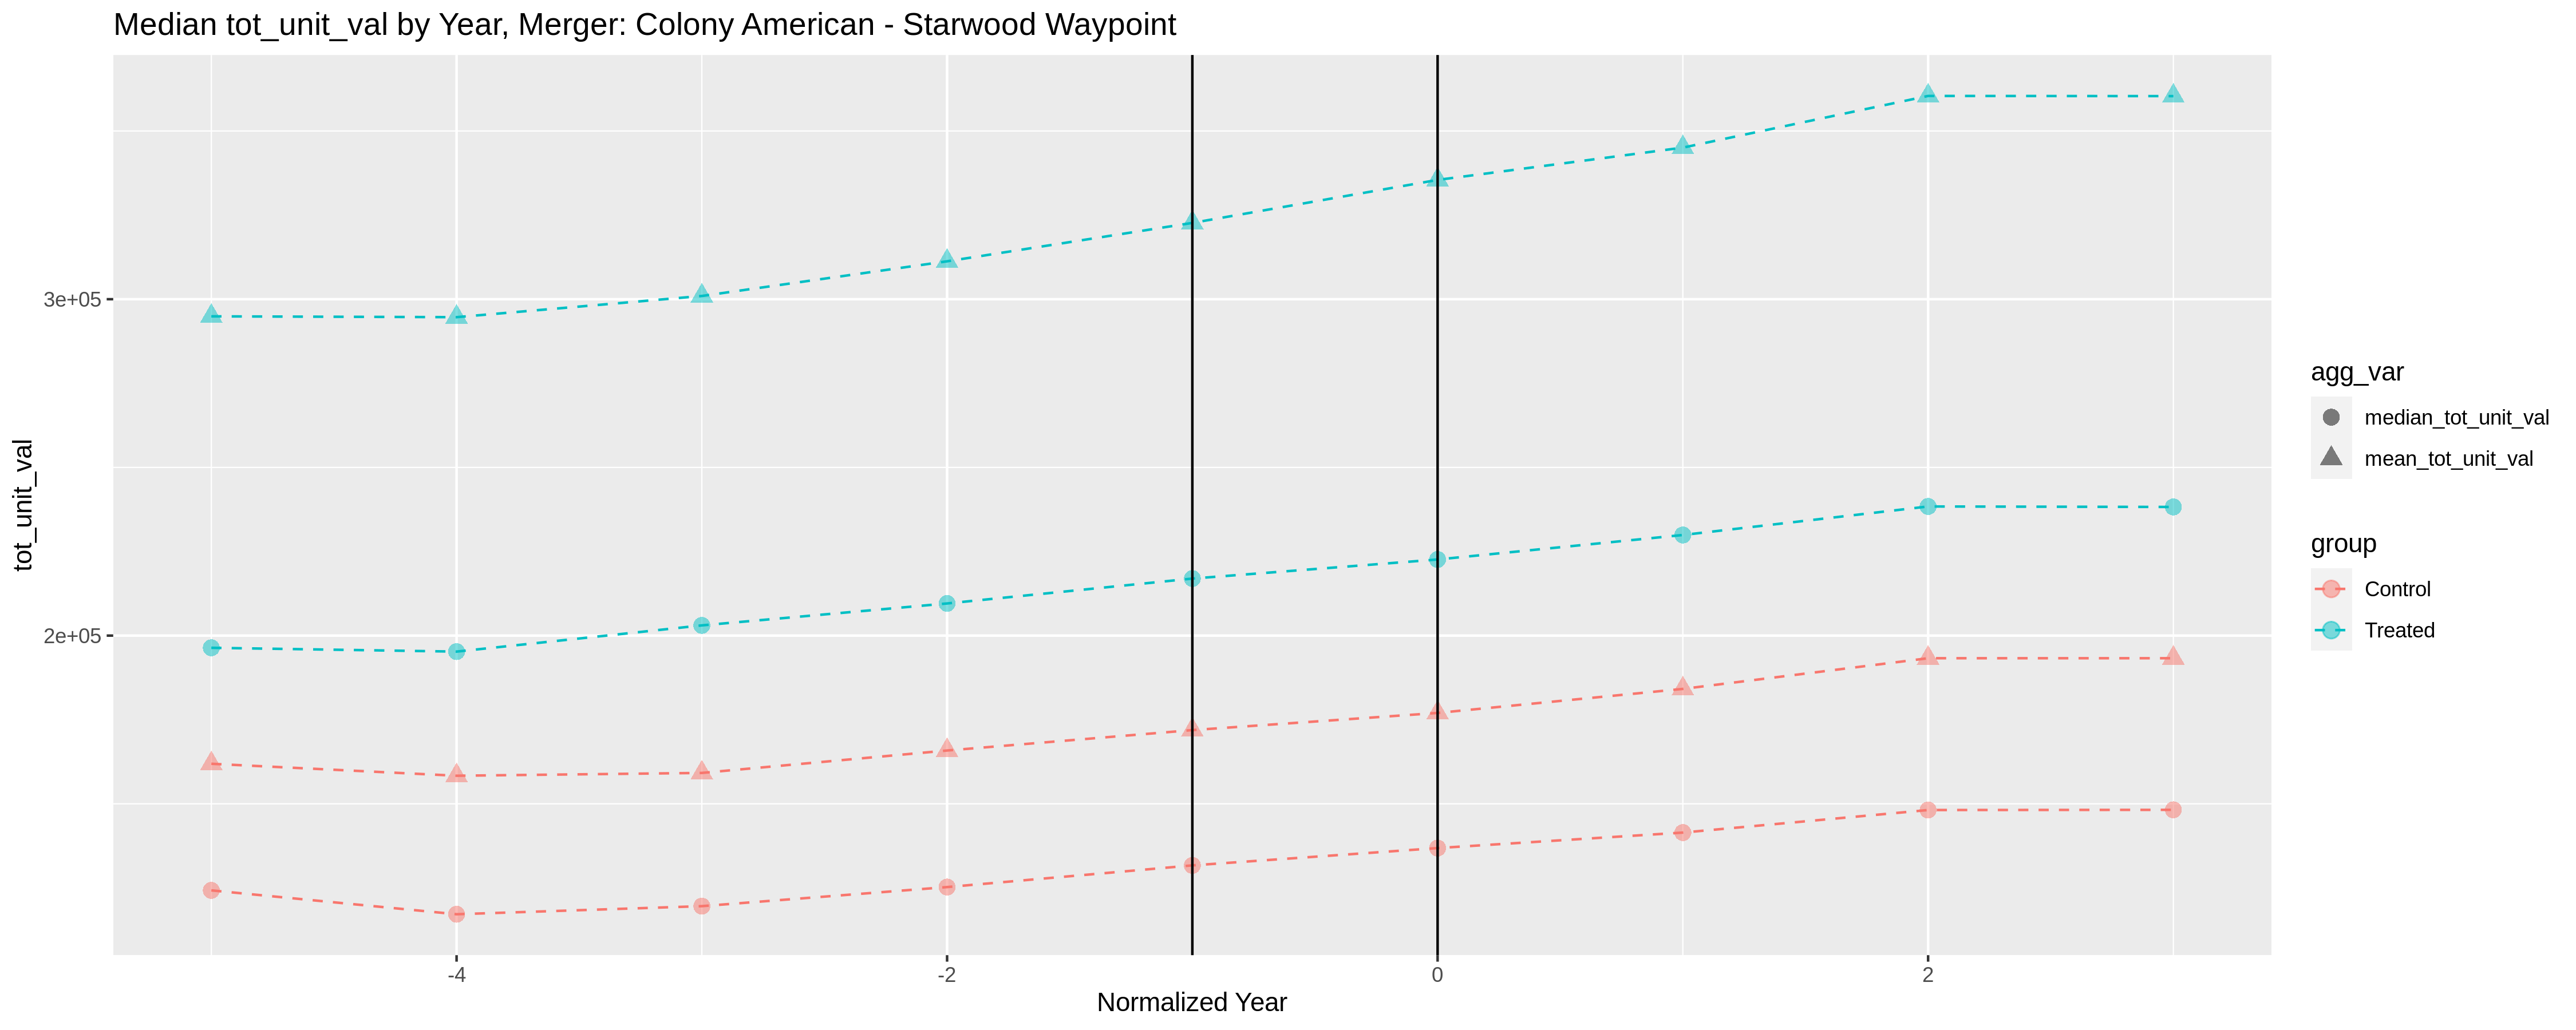 Median tot_unit_val by Year, Merger: Colony American - Starwood Waypoint
tot_unit_val
3e+05
2e+05
-4
-2
0
2
Normalized Year
agg_var
median_tot_unit_val
mean_tot_unit_val
group
Control
Treated